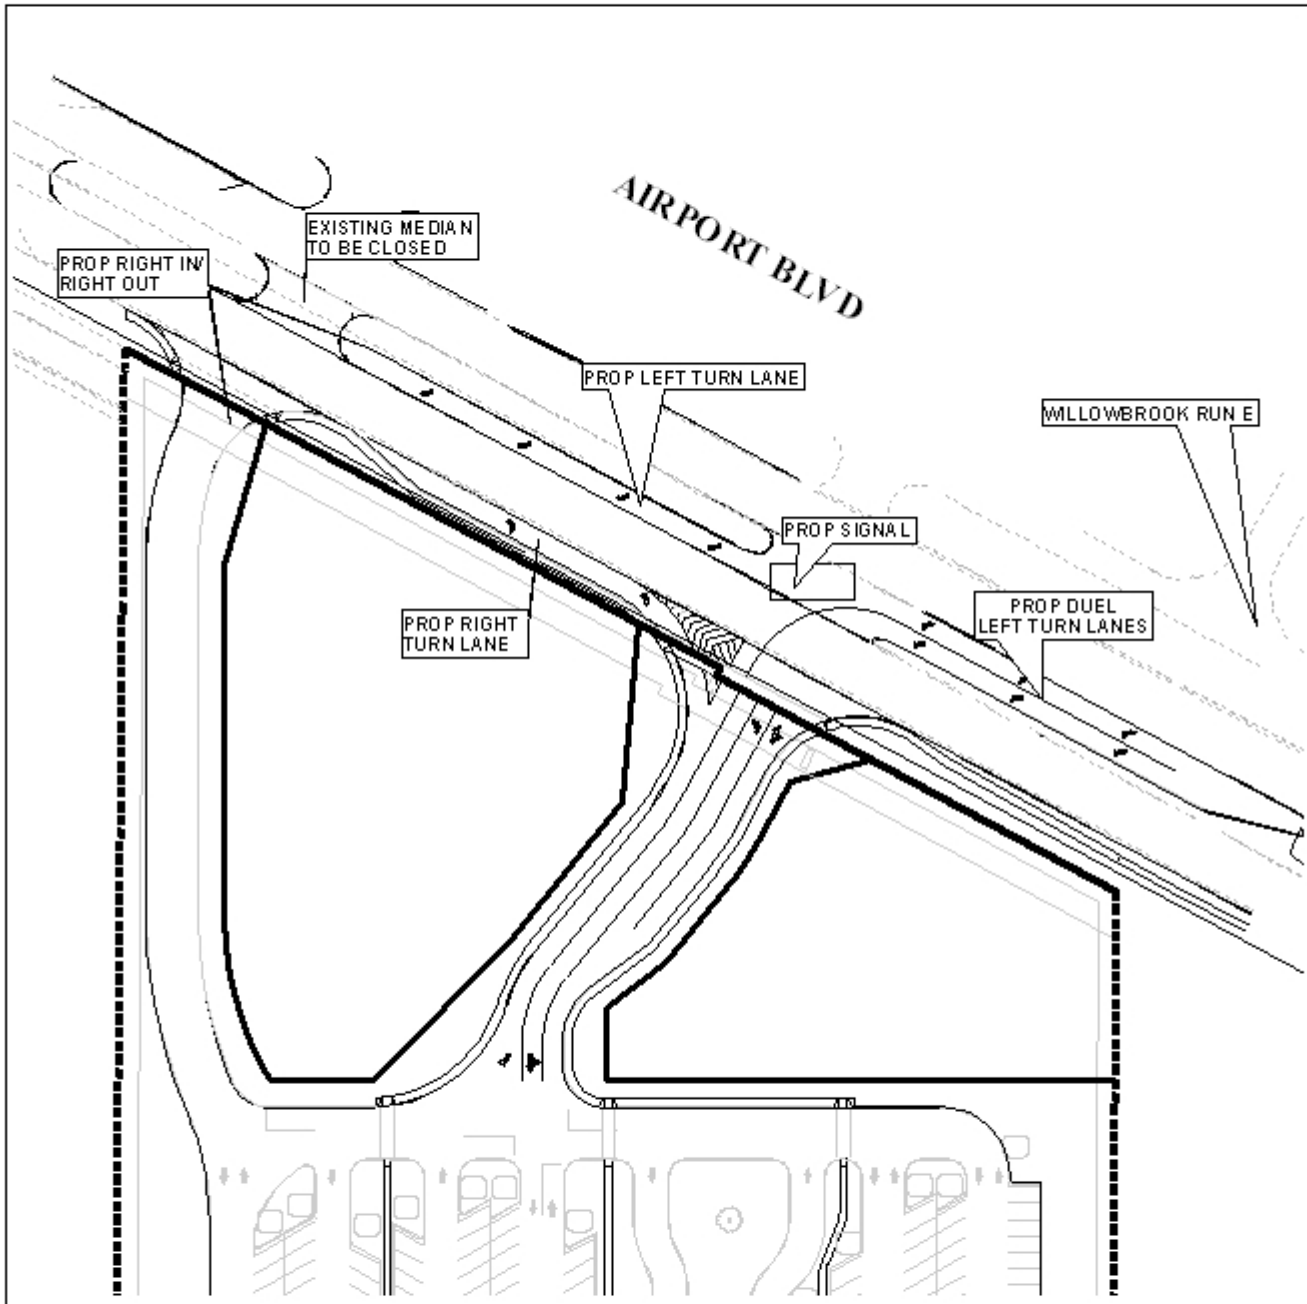 AIRPORT BLVD
EXISTING MEDIAN
TO BE CLOSED
PROP RIGHT IN/
RIGHT OUT
PROP LEFT TURN LANE
WILLOWBROOK RUN E
PROP SIGNAL
PROP DUEL
LEFT TURN LANES
PROP RIGHT
TURN LANE